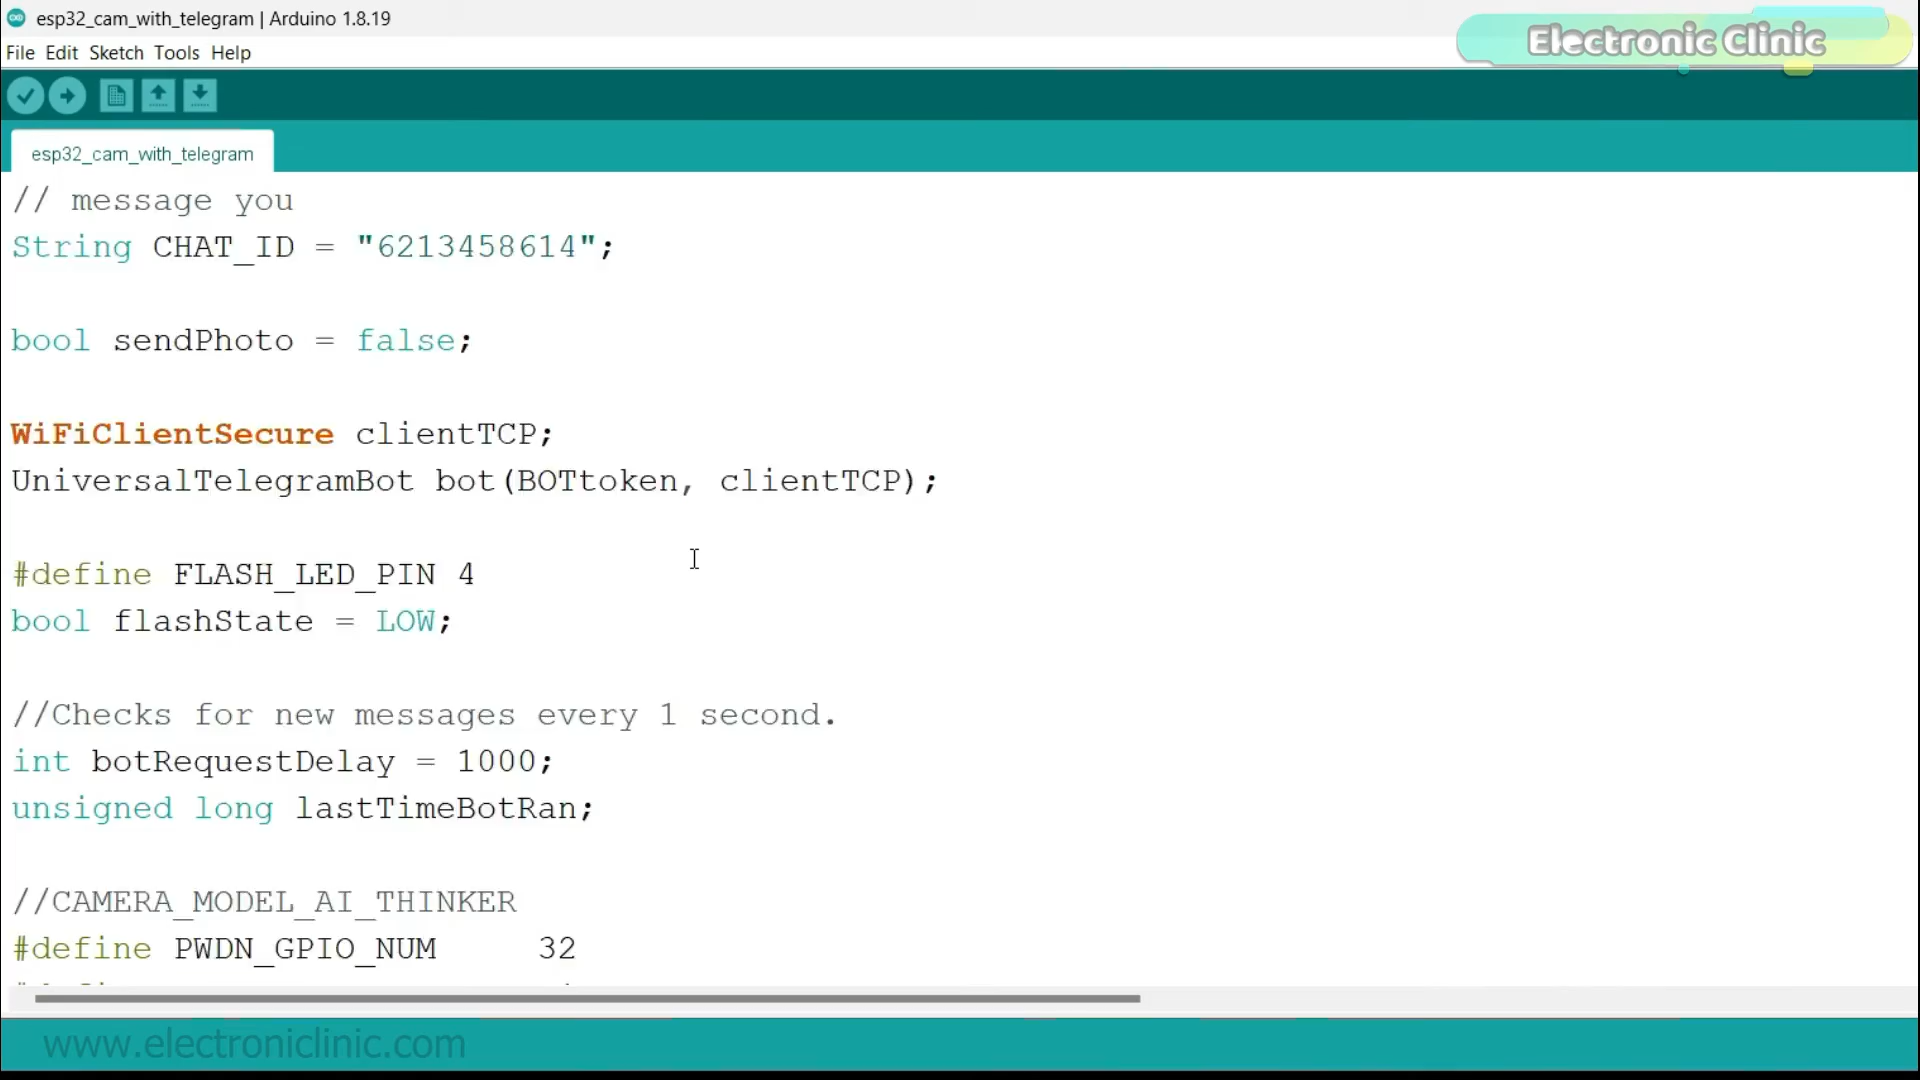 esp32_cam_with_telegram | Arduino 1.8.19
Electronic Clinic
File Edit Sketch Tools Help
esp32_cam_with_telegram
// message you
String CHAT_ID = "6213458614";
bool sendPhoto = false;
WiFiClientSecure clientTCP;
UniversalTelegramBot bot(BOTtoken, clientTCP);
#define FLASH_LED_PIN 4
bool flashState = LOW;
//Checks for new messages every 1 second.
int botRequestDelay = 1000;
unsigned long lastTimeBotRan;
//CAMERA_MODEL_AI_THINKER
#define PWDN_GPIO_NUM 32
www.electroniclinic.com